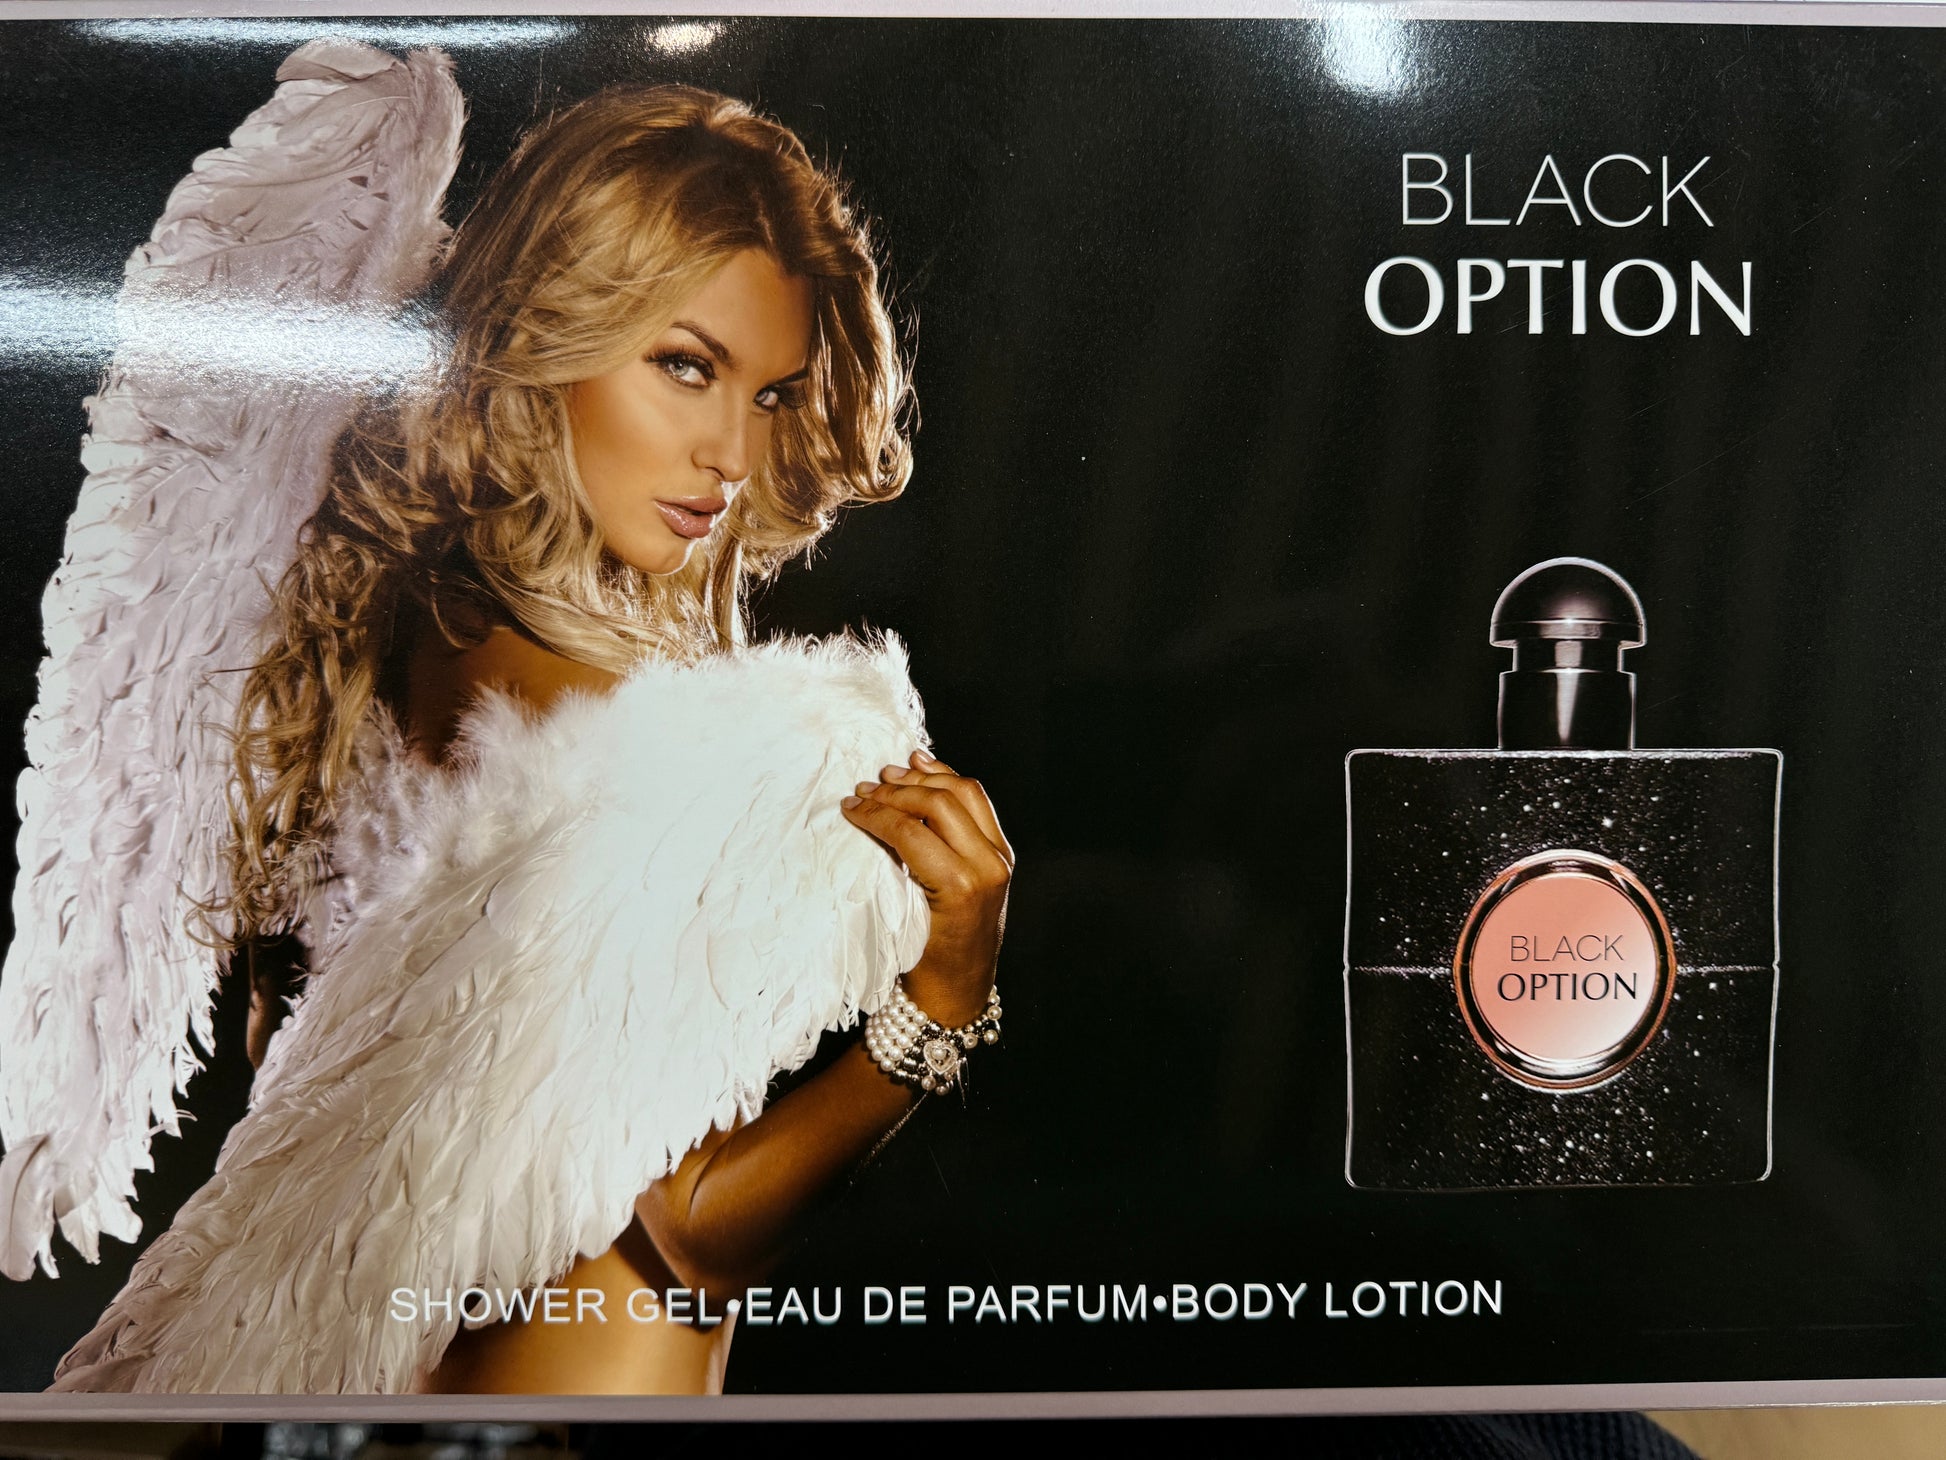 BLACK
OPTION
BLACK
OPTION
SHOWER GEL•EAU DE PARFUM•BODY LOTION